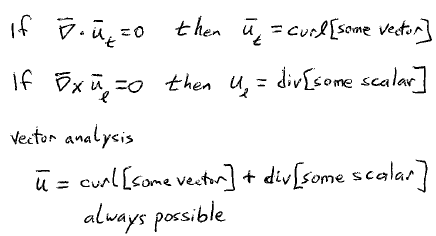 If ∇̄·ū_t=0 then ū_t=curl[some vector]
If ∇̄xū_ℓ=0 then u_ℓ = div[some scalar]
vector analysis
ū = curl[some vector] + div[some scalar]
always possible